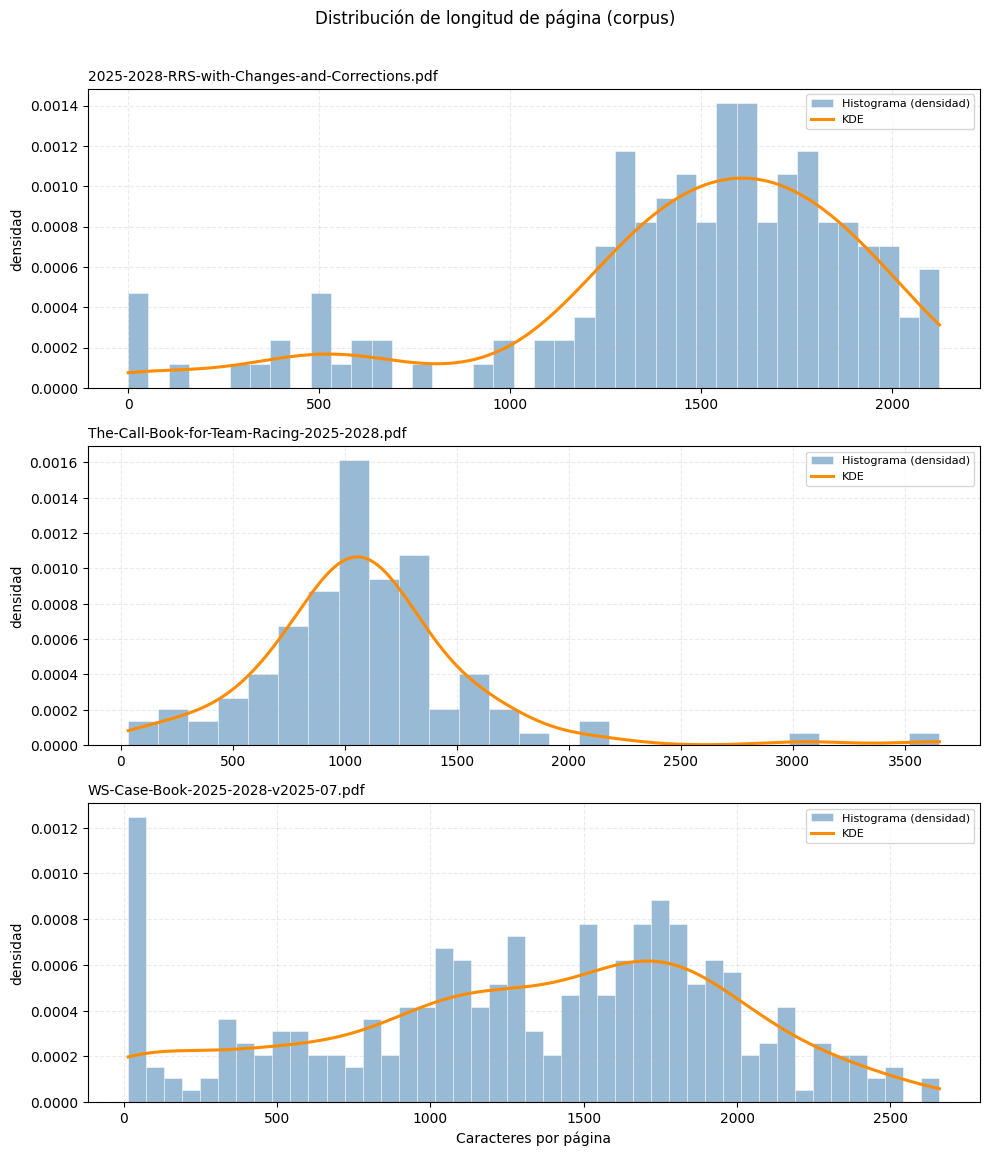 Distribución de longitud de página (corpus)
2025-2028-RRS-with-Changes-and-Corrections.pdf
Histograma (densidad)
KDE
densidad
0.0014
0.0012
0.0010
0.0008
0.0006
0.0004
0.0002
0.0000
0 500 1000 1500 2000
The-Call-Book-for-Team-Racing-2025-2028.pdf
Histograma (densidad)
KDE
densidad
0.0016
0.0014
0.0012
0.0010
0.0008
0.0006
0.0004
0.0002
0.0000
0 500 1000 1500 2000 2500 3000 3500
WS-Case-Book-2025-2028-v2025-07.pdf
Histograma (densidad)
KDE
densidad
0.0012
0.0010
0.0008
0.0006
0.0004
0.0002
0.0000
0 500 1000 1500 2000 2500
Caracteres por página